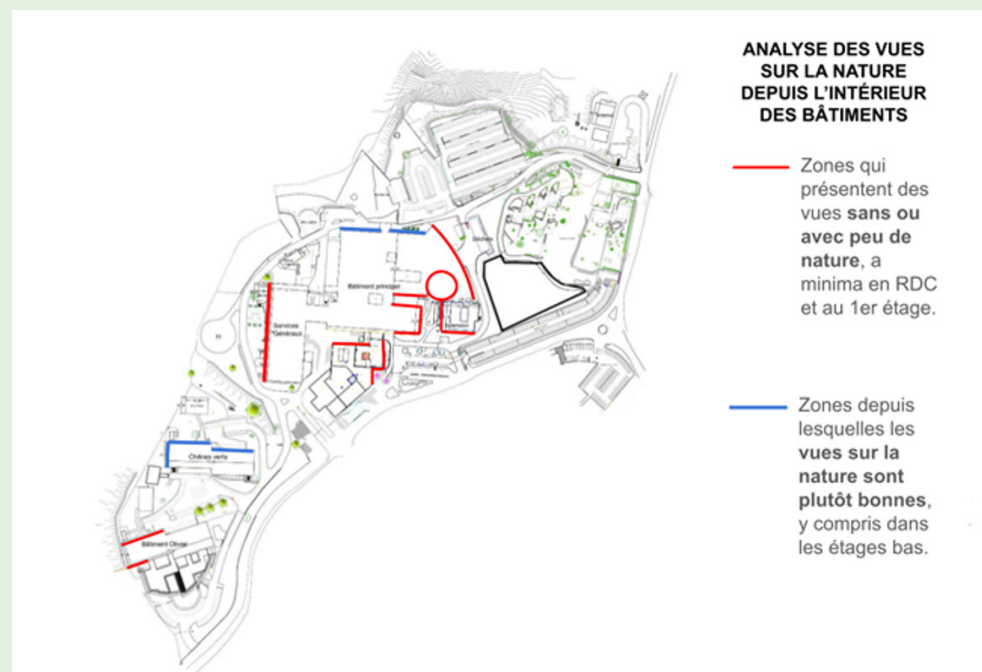 ANALYSE DES VUES
SUR LA NATURE
DEPUIS L'INTÉRIEUR
DES BÂTIMENTS
Zones qui
présentent des
vues sans ou
avec peu de
nature, a
minima en RDC
et au 1er étage.
Zones depuis
lesquelles les
vues sur la
nature sont
plutôt bonnes,
y compris dans
les étages bas.
Bâtiment principal
Services
Généraux
H
Chênes verts
Bâtiment Olivier